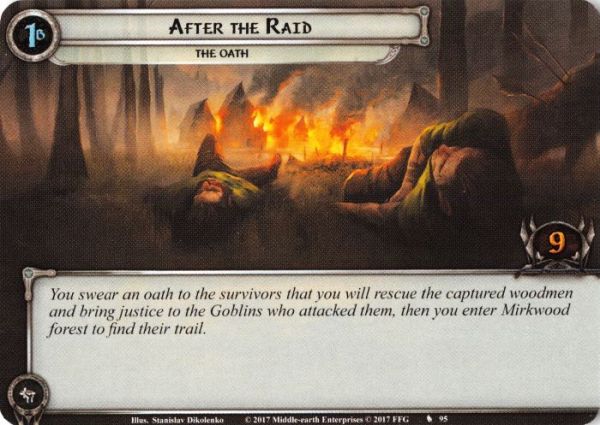 1B
AFTER THE RAID
THE OATH
9
You swear an oath to the survivors that you will rescue the captured woodmen
and bring justice to the Goblins who attacked them, then you enter Mirkwood
forest to find their trail.
Illus. Stanislav Dikolenko © 2017 Middle-earth Enterprises © 2017 FFG 95